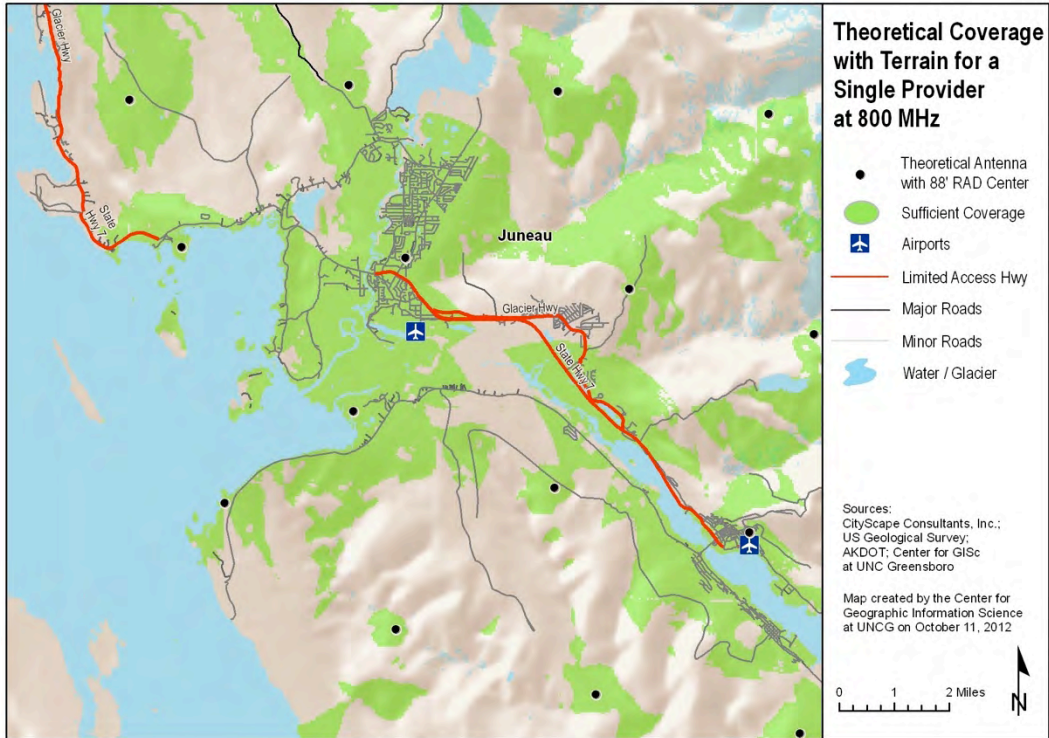 Glacier Hwy
State
Hwy 7
Juneau
Glacier Hwy
State Hwy 7
Theoretical Coverage
with Terrain for a
Single Provider
at 800 MHz
Theoretical Antenna
with 88' RAD Center
Sufficient Coverage
Airports
Limited Access Hwy
Major Roads
Minor Roads
Water / Glacier
Sources:
CityScape Consultants, Inc.;
US Geological Survey;
AKDOT; Center for GISc
at UNC Greensboro
Map created by the Center for
Geographic Information Science
at UNCG on October 11, 2012
0 1 2 Miles
N